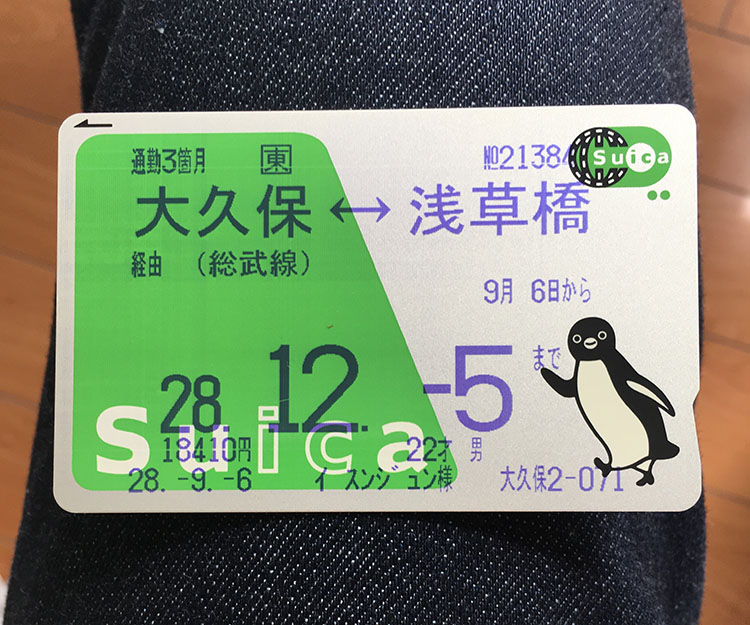 通勤3箇月 東 №21384
Suica
大久保↔浅草橋
経由 (総武線)
9月 6日から
28. 12. -5 まで
Suica
18410円 22才 男
28. -9. -6 イ スンジュン様 大久保2-071